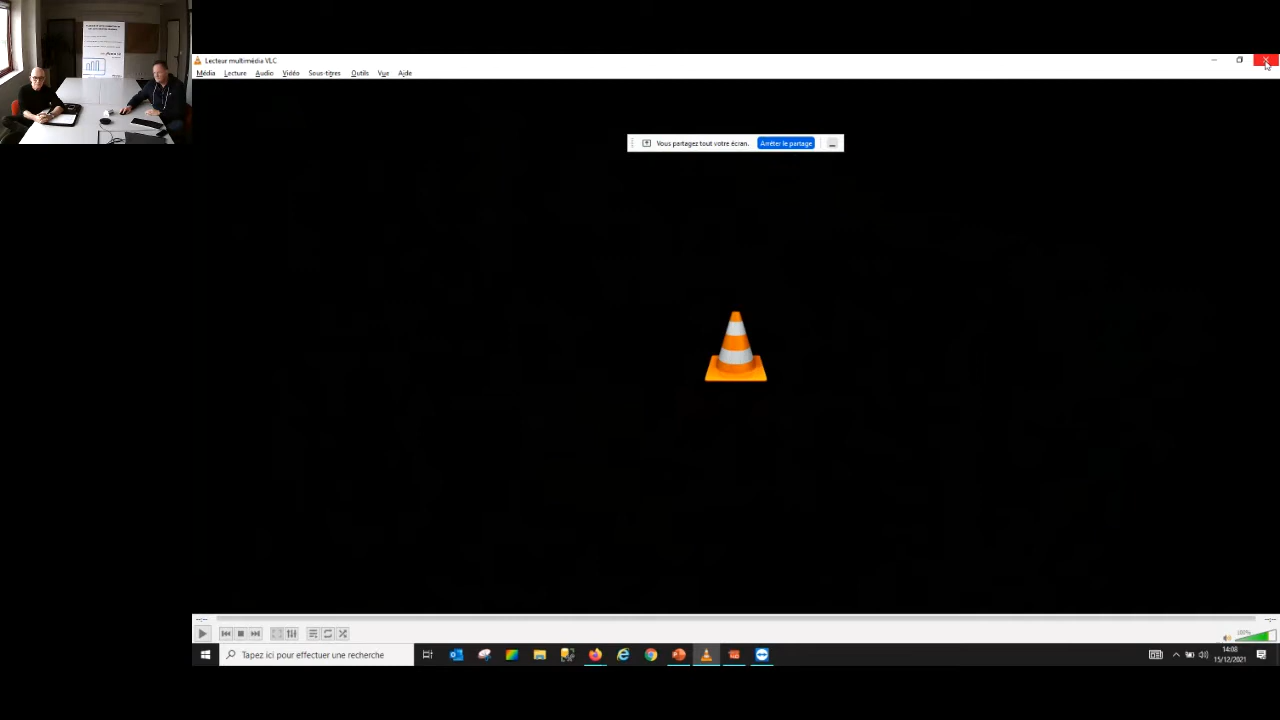 Lecteur multimédia VLC
Média Lecture Audio Vidéo Sous-titres Outils Vue Aide
Vous partagez tout votre écran. Arrêter le partage
100%
Tapez ici pour effectuer une recherche
14:08
15/12/2021